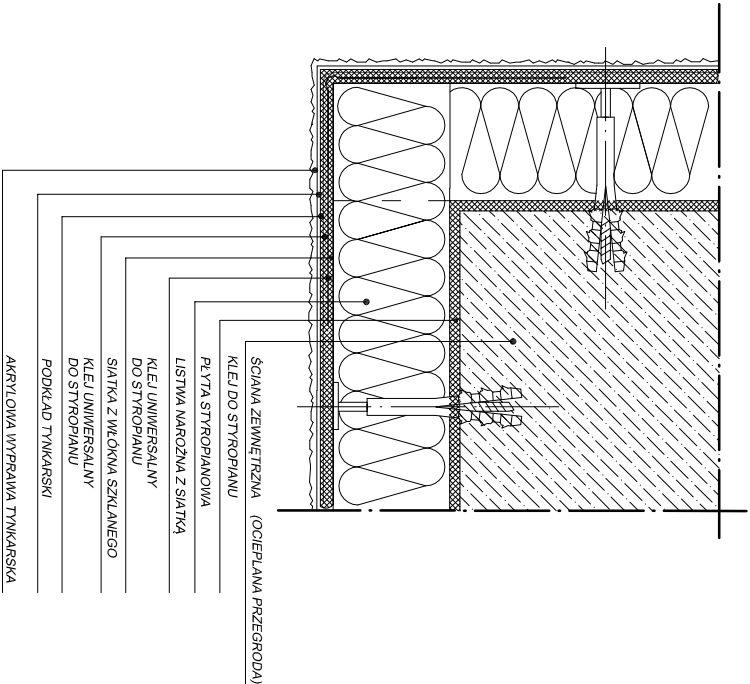 ŚCIANA ZEWNĘTRZNA (OCIEPLANA PRZEGRODA)
KLEJ DO STYROPIANU
PŁYTA STYROPIANOWA
LISTWA NAROŻNA Z SIATKĄ
KLEJ UNIWERSALNY
DO STYROPIANU
SIATKA Z WŁÓKNA SZKLANEGO
KLEJ UNIWERSALNY
DO STYROPIANU
PODKŁAD TYNKARSKI
AKRYLOWA WYPRAWA TYNKARSKA